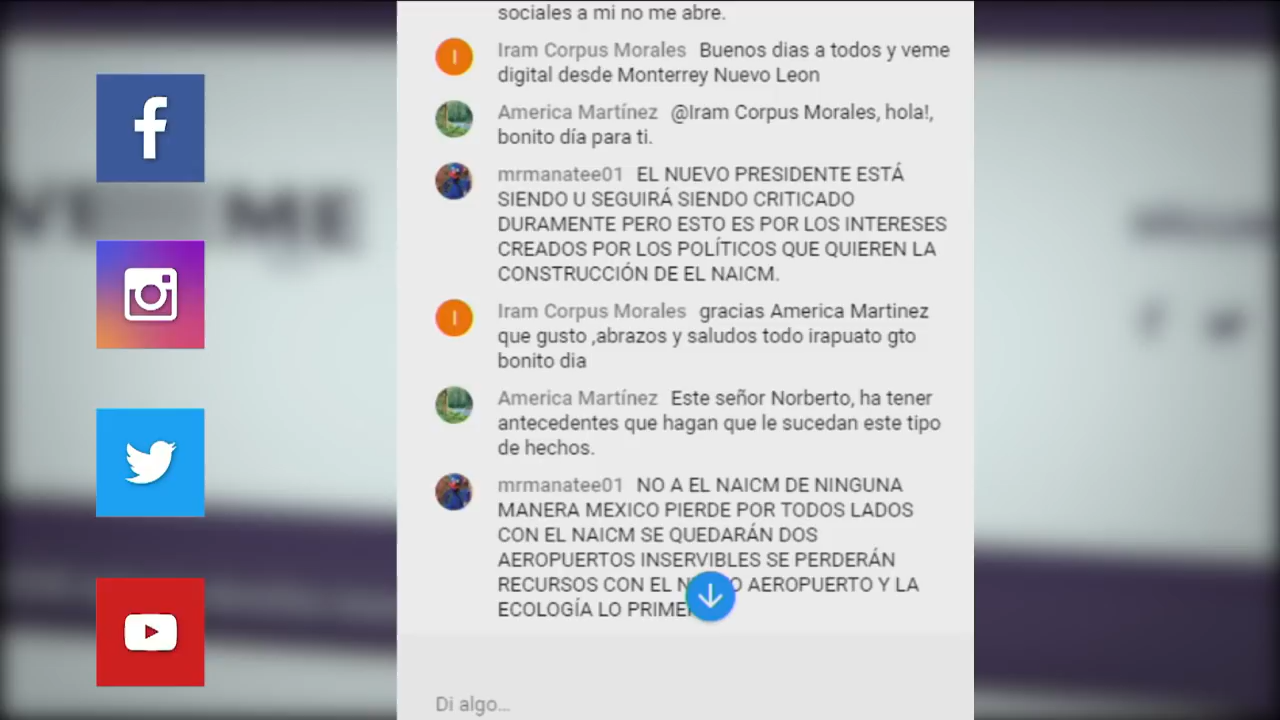 sociales a mi no me abre.
Iram Corpus Morales Buenos dias a todos y veme
digital desde Monterrey Nuevo Leon
America Martínez @Iram Corpus Morales, hola!,
bonito día para ti.
mrmanatee01 EL NUEVO PRESIDENTE ESTÁ
SIENDO U SEGUIRÁ SIENDO CRITICADO
DURAMENTE PERO ESTO ES POR LOS INTERESES
CREADOS POR LOS POLÍTICOS QUE QUIEREN LA
CONSTRUCCIÓN DE EL NAICM.
Iram Corpus Morales gracias America Martinez
que gusto ,abrazos y saludos todo irapuato gto
bonito dia
America Martínez Este señor Norberto, ha tener
antecedentes que hagan que le sucedan este tipo
de hechos.
mrmanatee01 NO A EL NAICM DE NINGUNA
MANERA MEXICO PIERDE POR TODOS LADOS
CON EL NAICM SE QUEDARÁN DOS
AEROPUERTOS INSERVIBLES SE PERDERÁN
RECURSOS CON EL AEROPUERTO Y LA
ECOLOGÍA LO
Di algo...
VE ME